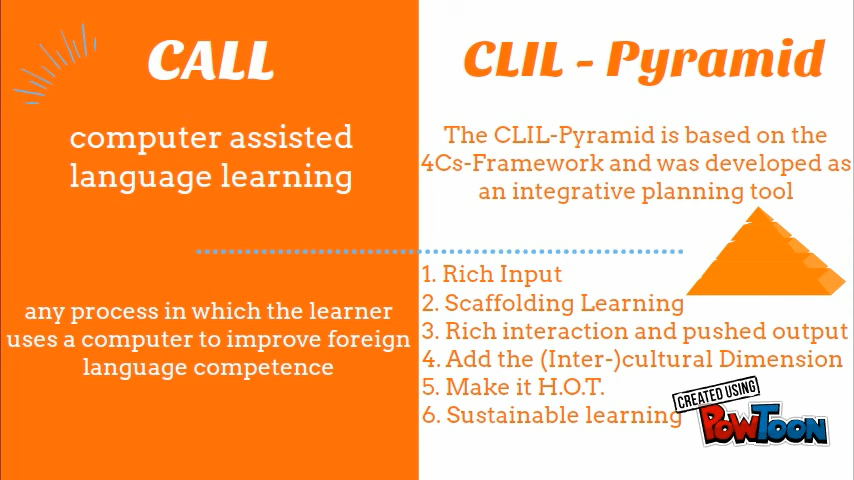 CALL
computer assisted
language learning
any process in which the learner
uses a computer to improve foreign
language competence
CLIL - Pyramid
The CLIL-Pyramid is based on the
4Cs-Framework and was developed as
an integrative planning tool
1. Rich Input
2. Scaffolding Learning
3. Rich interaction and pushed output
4. Add the (Inter-)cultural Dimension
5. Make it H.O.T.
6. Sustainable learning
CREATED USING
POWTOON